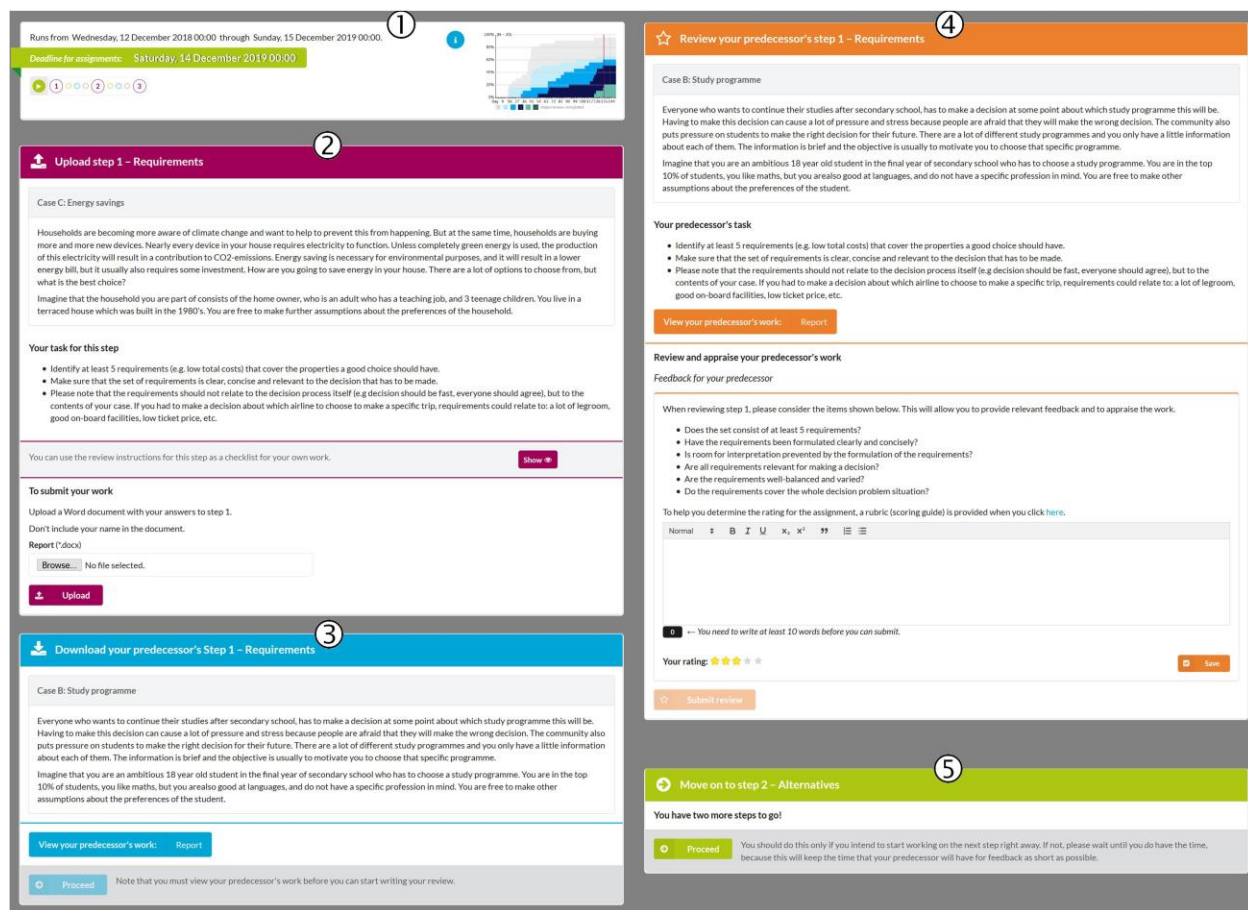 ①
Runs from Wednesday, 12 December 2018 00:00 through Sunday, 15 December 2019 00:00.
Deadline for assignments: Saturday, 14 December 2019 00:00
1 2 3
100%
80%
60%
40%
20%
0%
②
Upload step 1 – Requirements
Case C: Energy savings
Households are becoming more aware of climate change and want to help to prevent this from happening. But at the same time, households are buying
more and more new devices. Nearly every device in your house requires electricity to function. Unless completely green energy is used, the production
of this electricity will result in a contribution to CO2-emissions. Energy saving is necessary for environmental purposes, and it will result in a lower
energy bill, but it usually also requires some investment. How are you going to save energy in your house. There are a lot of options to choose from, but
what is the best choice?
Imagine that the household you are part of consists of the home owner, who is an adult who has a teaching job, and 3 teenage children. You live in a
terraced house which was built in the 1980's. You are free to make further assumptions about the preferences of the household.
Your task for this step
• Identify at least 5 requirements (e.g. low total costs) that cover the properties a good choice should have.
• Make sure that the set of requirements is clear, concise and relevant to the decision that has to be made.
• Please note that the requirements should not relate to the decision process itself (e.g decision should be fast, everyone should agree), but to the
contents of your case. If you had to make a decision about which airline to choose to make a specific trip, requirements could relate to: a lot of legroom,
good on-board facilities, low ticket price, etc.
You can use the review instructions for this step as a checklist for your own work. Show
To submit your work
Upload a Word document with your answers to step 1.
Don't include your name in the document.
Report (*.docx)
Browse... No file selected.
Upload
③
Download your predecessor's Step 1 – Requirements
Case B: Study programme
Everyone who wants to continue their studies after secondary school, has to make a decision at some point about which study programme this will be.
Having to make this decision can cause a lot of pressure and stress because people are afraid that they will make the wrong decision. The community also
puts pressure on students to make the right decision for their future. There are a lot of different study programmes and you only have a little information
about each of them. The information is brief and the objective is usually to motivate you to choose that specific programme.
Imagine that you are an ambitious 18 year old student in the final year of secondary school who has to choose a study programme. You are in the top
10% of students, you like maths, but you arealso good at languages, and do not have a specific profession in mind. You are free to make other
assumptions about the preferences of the student.
View your predecessor's work: Report
Proceed Note that you must view your predecessor's work before you can start writing your review.
④
Review your predecessor's step 1 – Requirements
Case B: Study programme
Everyone who wants to continue their studies after secondary school, has to make a decision at some point about which study programme this will be.
Having to make this decision can cause a lot of pressure and stress because people are afraid that they will make the wrong decision. The community also
puts pressure on students to make the right decision for their future. There are a lot of different study programmes and you only have a little information
about each of them. The information is brief and the objective is usually to motivate you to choose that specific programme.
Imagine that you are an ambitious 18 year old student in the final year of secondary school who has to choose a study programme. You are in the top
10% of students, you like maths, but you arealso good at languages, and do not have a specific profession in mind. You are free to make other
assumptions about the preferences of the student.
Your predecessor's task
• Identify at least 5 requirements (e.g. low total costs) that cover the properties a good choice should have.
• Make sure that the set of requirements is clear, concise and relevant to the decision that has to be made.
• Please note that the requirements should not relate to the decision process itself (e.g decision should be fast, everyone should agree), but to the
contents of your case. If you had to make a decision about which airline to choose to make a specific trip, requirements could relate to: a lot of legroom,
good on-board facilities, low ticket price, etc.
View your predecessor's work: Report
Review and appraise your predecessor's work
Feedback for your predecessor
When reviewing step 1, please consider the items shown below. This will allow you to provide relevant feedback and to appraise the work.
• Does the set consist of at least 5 requirements?
• Have the requirements been formulated clearly and concisely?
• Is room for interpretation prevented by the formulation of the requirements?
• Are all requirements relevant for making a decision?
• Are the requirements well-balanced and varied?
• Do the requirements cover the whole decision problem situation?
To help you determine the rating for the assignment, a rubric (scoring guide) is provided when you click here.
Normal B I U x₂ x² ”
0 ← You need to write at least 10 words before you can submit.
Your rating: Save
Submit review
⑤
Move on to step 2 – Alternatives
You have two more steps to go!
Proceed You should do this only if you intend to start working on the next step right away. If not, please wait until you do have the time,
because this will keep the time that your predecessor will have for feedback as short as possible.